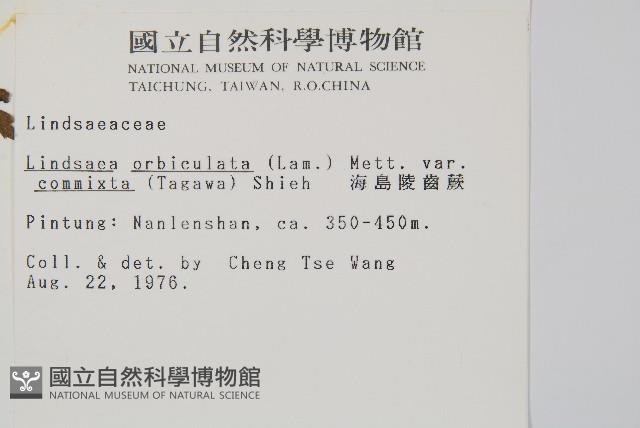 國立自然科學博物館
NATIONAL MUSEUM OF NATURAL SCIENCE
TAICHUNG, TAIWAN, R.O.CHINA
Lindsaeaceae
Lindsaea orbiculata (Lam.) Mett. var.
commixta (Tagawa) Shieh 海島陵齒蕨
Pintung: Nanlenshan, ca. 350-450m.
Coll. & det. by Cheng Tse Wang
Aug. 22, 1976.
國立自然科學博物館
NATIONAL MUSEUM OF NATURAL SCIENCE